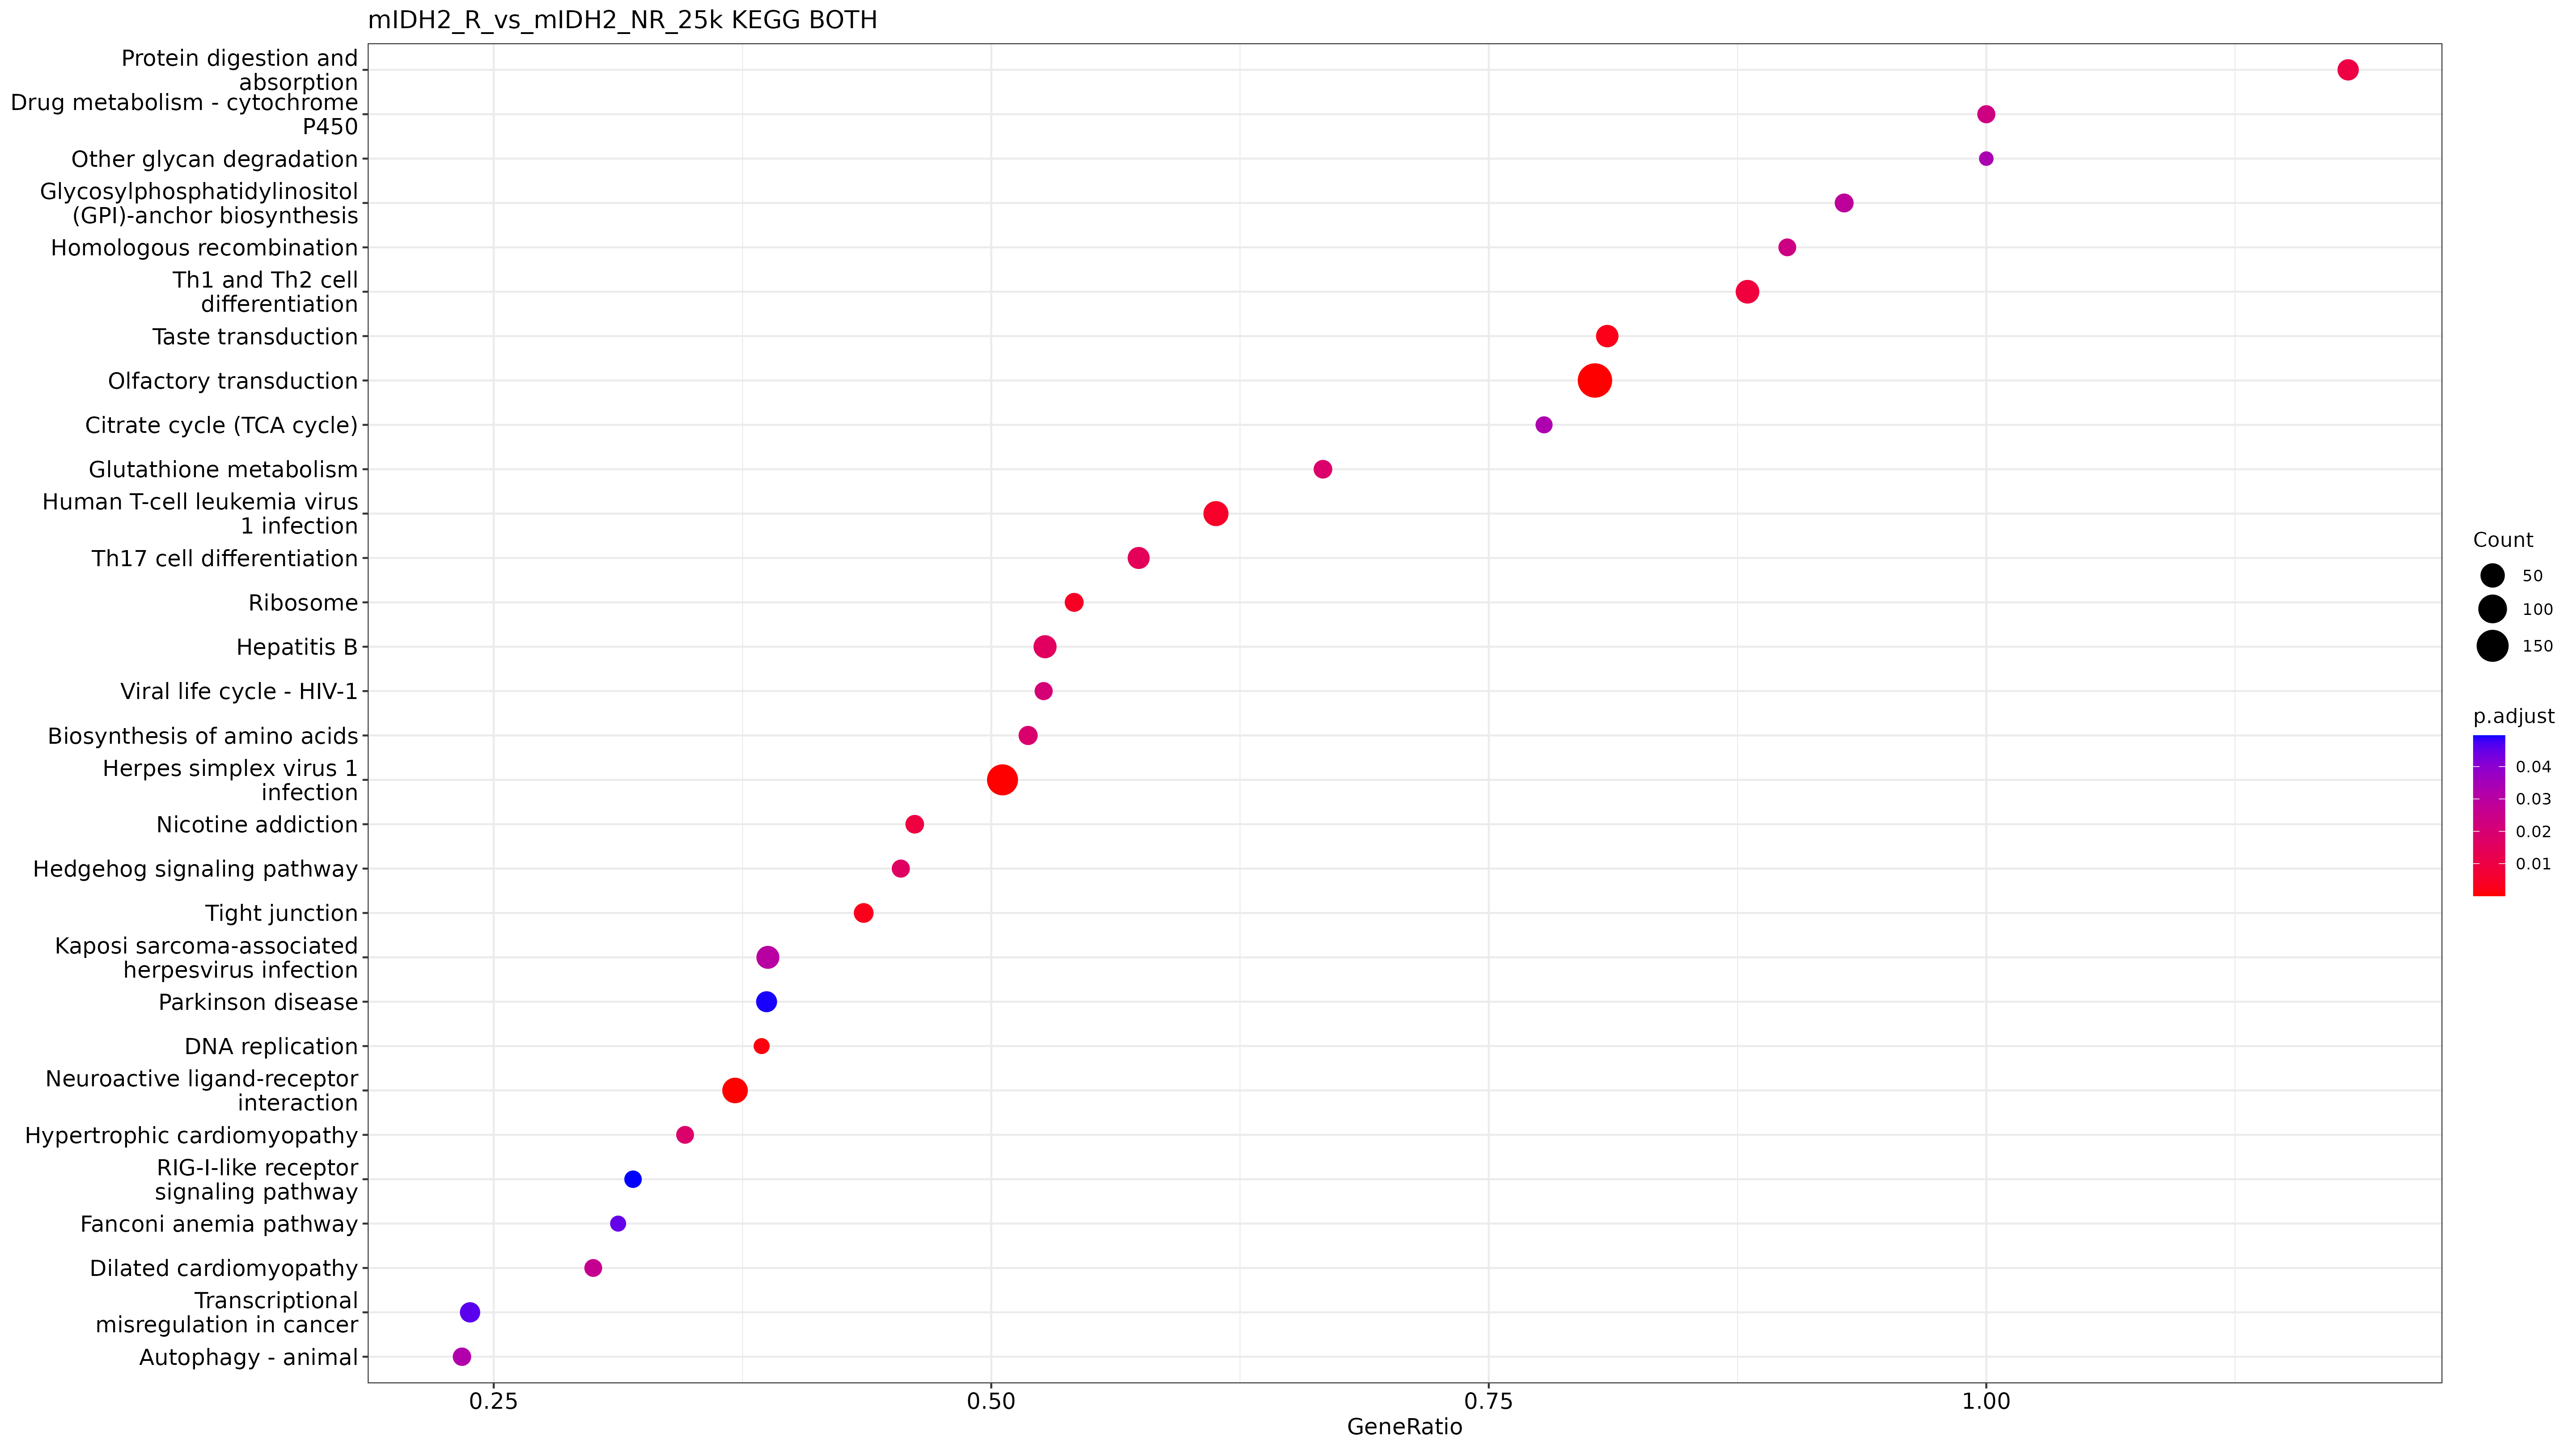 mIDH2_R_vs_mIDH2_NR_25k KEGG BOTH
Protein digestion and
absorption
Drug metabolism - cytochrome
P450
Other glycan degradation
Glycosylphosphatidylinositol
(GPI)-anchor biosynthesis
Homologous recombination
Th1 and Th2 cell
differentiation
Taste transduction
Olfactory transduction
Citrate cycle (TCA cycle)
Glutathione metabolism
Human T-cell leukemia virus
1 infection
Th17 cell differentiation
Ribosome
Hepatitis B
Viral life cycle - HIV-1
Biosynthesis of amino acids
Herpes simplex virus 1
infection
Nicotine addiction
Hedgehog signaling pathway
Tight junction
Kaposi sarcoma-associated
herpesvirus infection
Parkinson disease
DNA replication
Neuroactive ligand-receptor
interaction
Hypertrophic cardiomyopathy
RIG-I-like receptor
signaling pathway
Fanconi anemia pathway
Dilated cardiomyopathy
Transcriptional
misregulation in cancer
Autophagy - animal
0.25 0.50 0.75 1.00
GeneRatio
Count
50
100
150
p.adjust
0.04
0.03
0.02
0.01